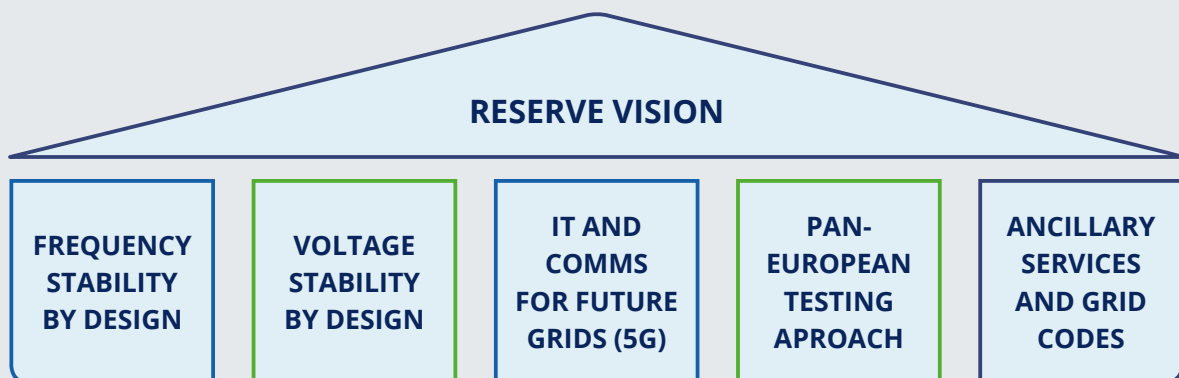 RESERVE VISION
FREQUENCY
STABILITY
BY DESIGN
VOLTAGE
STABILITY
BY DESIGN
IT AND
COMMS
FOR FUTURE
GRIDS (5G)
PAN-
EUROPEAN
TESTING
APROACH
ANCILLARY
SERVICES
AND GRID
CODES